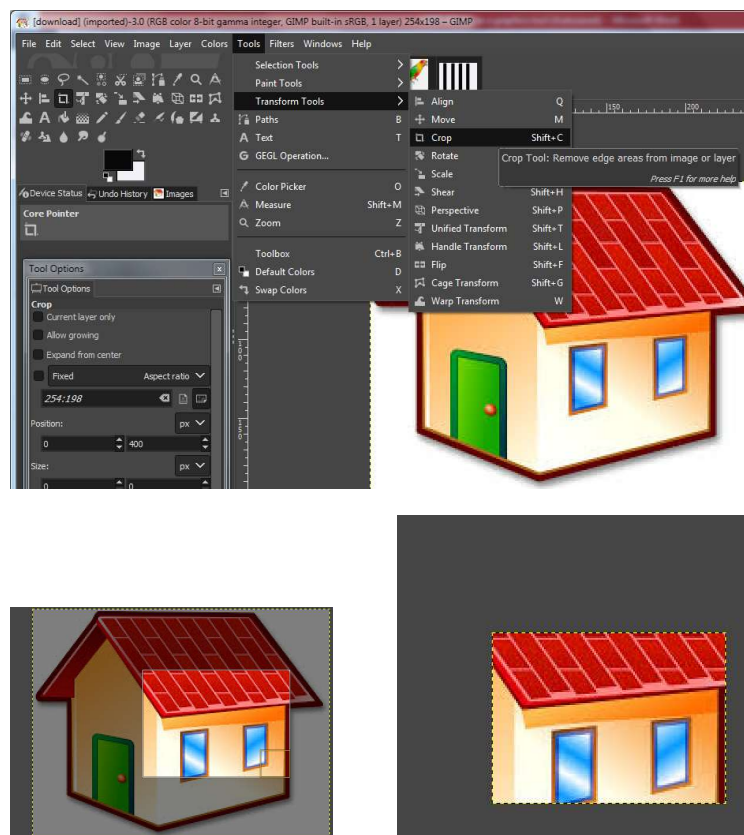 [download] (imported)-3.0 (RGB color 8-bit gamma integer, GIMP built-in sRGB, 1 layer) 254x198 – GIMP
File Edit Select View Image Layer Colors Tools Filters Windows Help
Selection Tools >
Paint Tools >
Transform Tools >
Paths B
Text T
GEGL Operation...
Color Picker O
Measure Shift+M
Zoom Z
Toolbox Ctrl+B
Default Colors D
Swap Colors X
Align Q
Move M
Crop Shift+C
Rotate
Scale
Shear Shift+H
Perspective Shift+P
Unified Transform Shift+T
Handle Transform Shift+L
Flip Shift+F
Cage Transform Shift+G
Warp Transform W
Crop Tool: Remove edge areas from image or layer
Press F1 for more help
150 200
Device Status Undo History Images
Core Pointer
Tool Options x
Tool Options
Crop
Current layer only
Allow growing
Expand from center
Fixed Aspect ratio
254:198
Position: px
0 400
Size: px
0 0
100
150